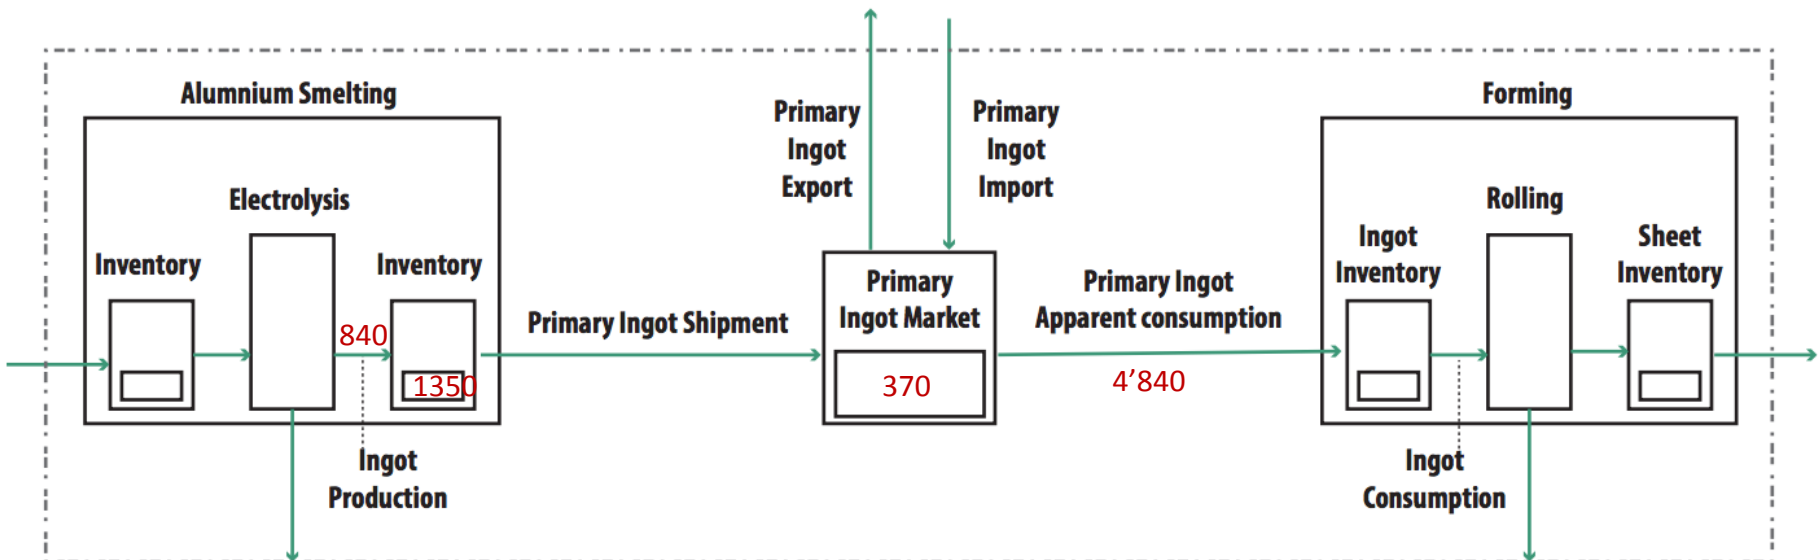 Alumnium Smelting
Electrolysis
Inventory
Inventory
840
1350
Ingot
Production
Primary Ingot Shipment
Primary
Ingot
Export
Primary
Ingot
Import
Primary
Ingot Market
370
Primary Ingot
Apparent consumption
4’840
Forming
Rolling
Ingot
Inventory
Sheet
Inventory
Ingot
Consumption